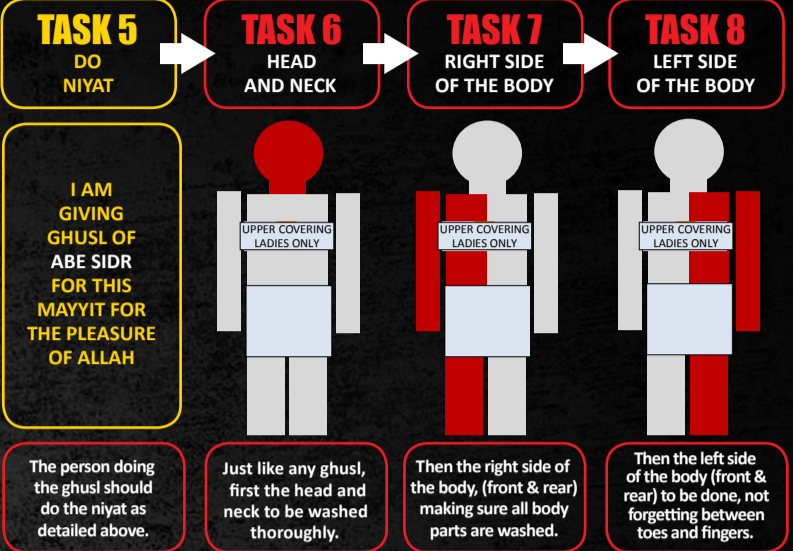 TASK 5
DO
NIYAT
TASK 6
HEAD
AND NECK
TASK 7
RIGHT SIDE
OF THE BODY
TASK 8
LEFT SIDE
OF THE BODY
I AM
GIVING
GHUSL OF
ABE SIDR
FOR THIS
MAYYIT FOR
THE PLEASURE
OF ALLAH
UPPER COVERING
LADIES ONLY
UPPER COVERING
LADIES ONLY
UPPER COVERING
LADIES ONLY
The person doing
the ghusl should
do the niyat as
detailed above.
Just like any ghusl,
first the head and
neck to be washed
thoroughly.
Then the right side of
the body, (front & rear)
making sure all body
parts are washed.
Then the left side
of the body (front &
rear) to be done, not
forgetting between
toes and fingers.